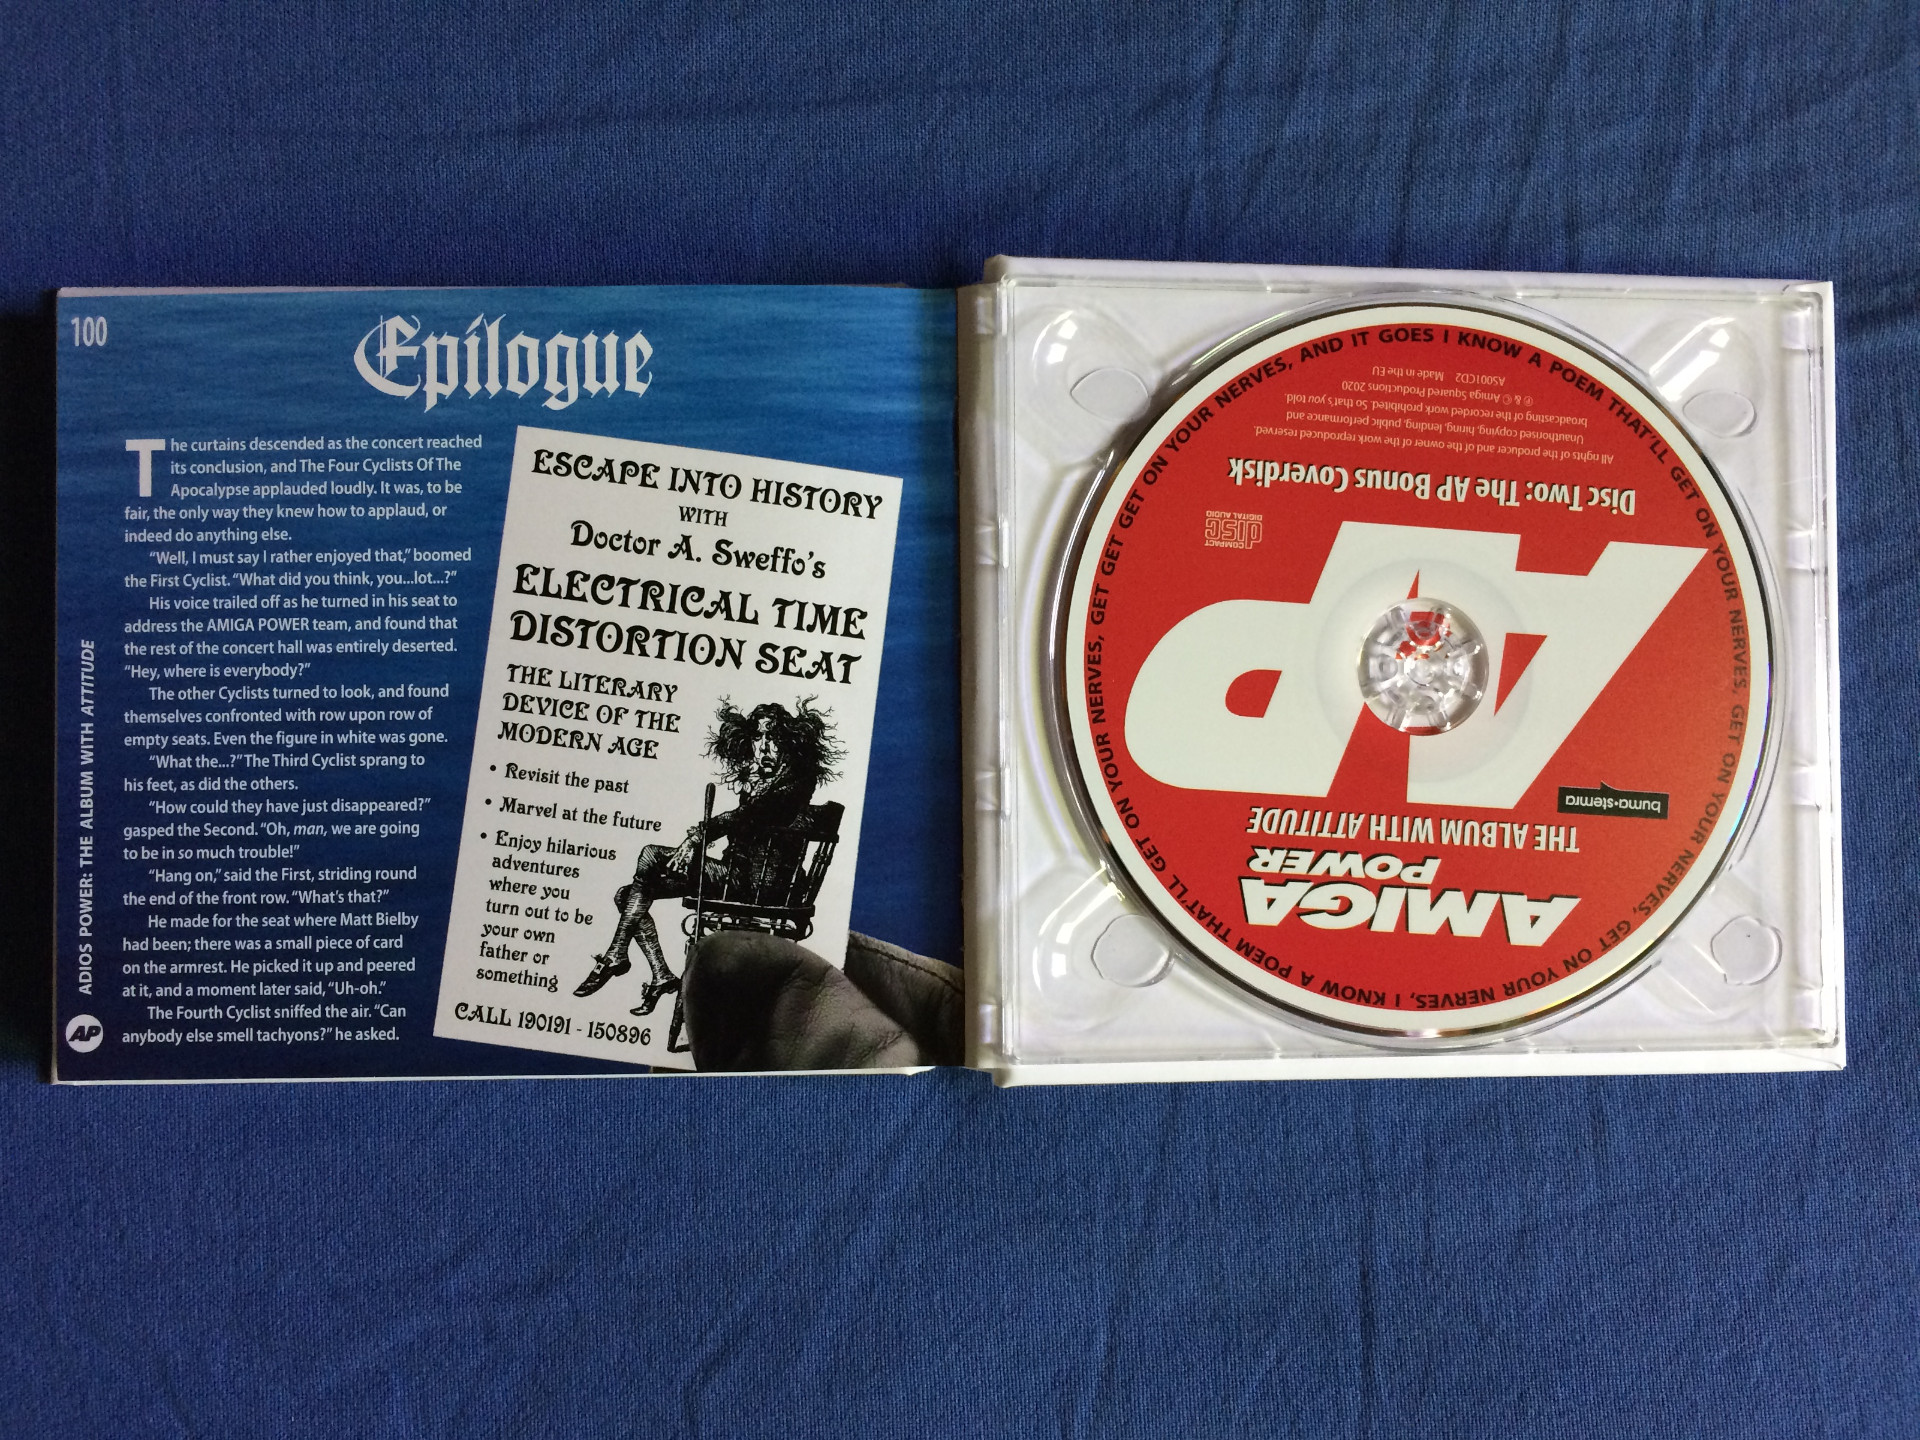 100
Epilogue
The curtains descended as the concert reached
its conclusion, and The Four Cyclists Of The
Apocalypse applauded loudly. It was, to be
fair, the only way they knew how to applaud, or
indeed do anything else.
“Well, I must say I rather enjoyed that,” boomed
the First Cyclist. “What did you think, you...lot...?”
His voice trailed off as he turned in his seat to
address the AMIGA POWER team, and found that
the rest of the concert hall was entirely deserted.
“Hey, where is everybody?”
The other Cyclists turned to look, and found
themselves confronted with row upon row of
empty seats. Even the figure in white was gone.
“What the...?” The Third Cyclist sprang to
his feet, as did the others.
“How could they have just disappeared?”
gasped the Second. “Oh, man, we are going
to be in so much trouble!”
“Hang on,” said the First, striding round
the end of the front row. “What's that?”
He made for the seat where Matt Bielby
had been; there was a small piece of card
on the armrest. He picked it up and peered
at it, and a moment later said, “Uh-oh.”
The Fourth Cyclist sniffed the air. “Can
anybody else smell tachyons?” he asked.
ADIOS POWER: THE ALBUM WITH ATTITUDE
AP
ESCAPE INTO HISTORY
WITH
Doctor A. Sweffo's
ELECTRICAL TIME
DISTORTION SEAT
THE LITERARY
DEVICE OF THE
MODERN AGE
• Revisit the past
• Marvel at the future
• Enjoy hilarious
adventures
where you
turn out to be
your own
father or
something
CALL 190191 - 150896
AMIGA
POWER
THE ALBUM WITH ATTITUDE
buma•stemra
AP
COMPACT
disc
DIGITAL AUDIO
Disc Two: The AP Bonus Coverdisk
All rights of the producer and of the owner of the work reproduced reserved.
Unauthorised copying, hiring, lending, public performance and
broadcasting of the recorded work prohibited. So that's you told.
℗ & © Amiga Squared Productions 2020
AS001CD2 Made in the EU
I KNOW A POEM THAT'LL GET ON YOUR NERVES, GET ON YOUR NERVES, GET GET GET ON YOUR NERVES, AND IT GOES I KNOW A POEM THAT'LL GET ON YOUR NERVES, GET ON YOUR NERVES, GET ON YOUR NERVES,